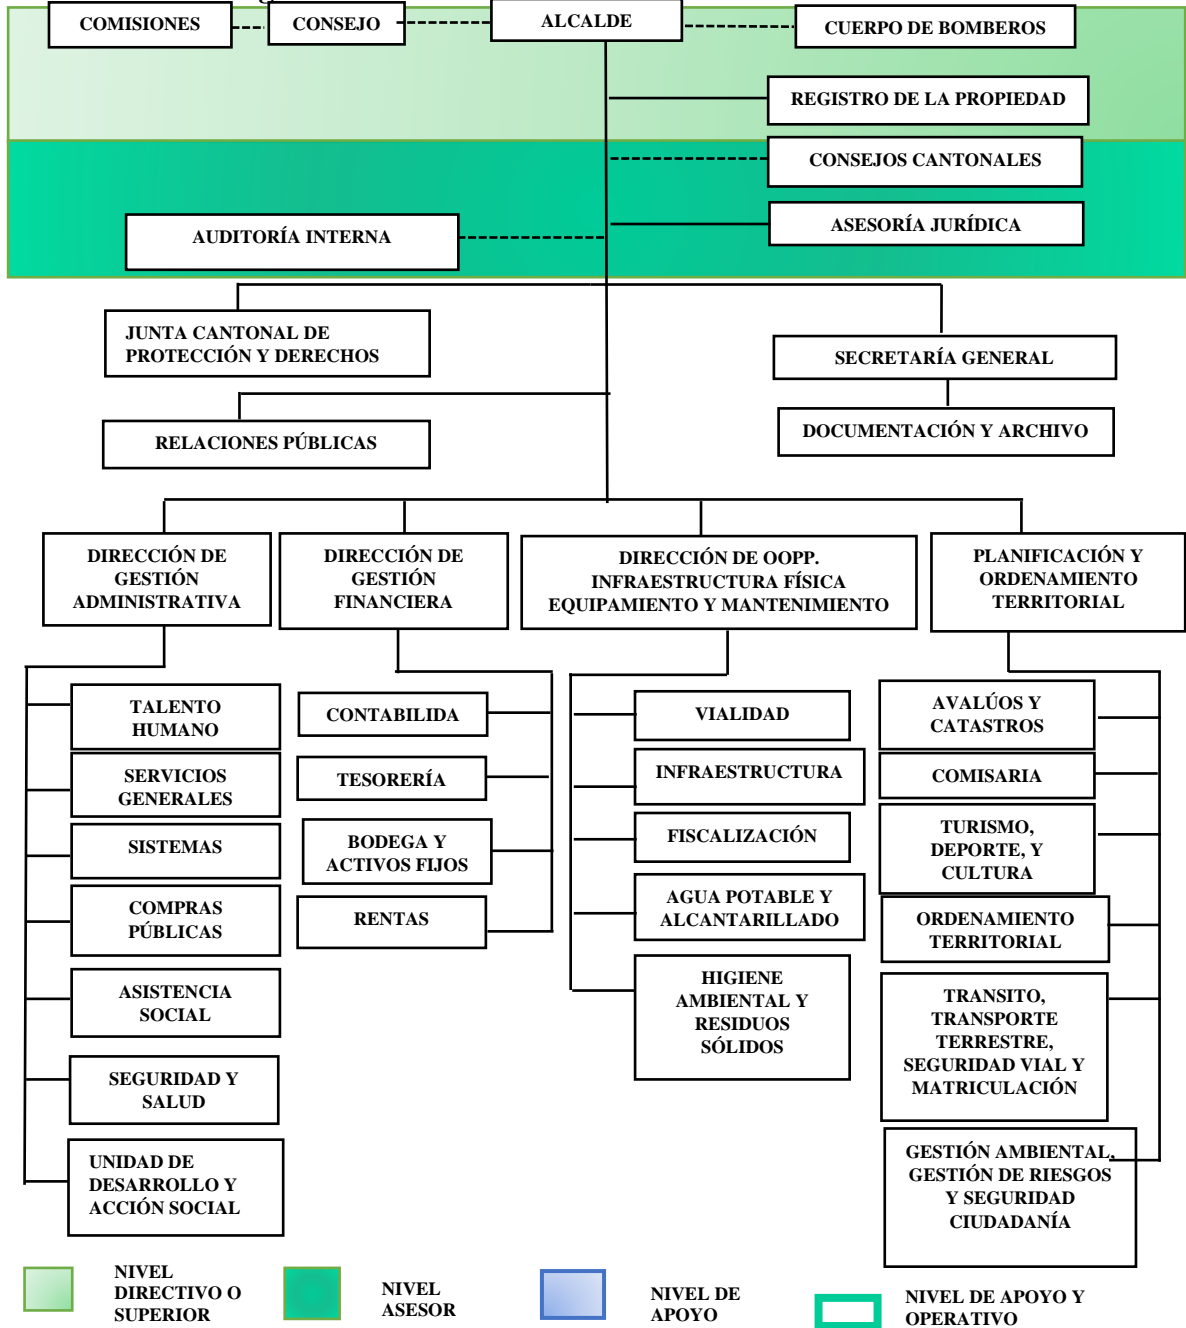 COMISIONES
CONSEJO
ALCALDE
CUERPO DE BOMBEROS
REGISTRO DE LA PROPIEDAD
CONSEJOS CANTONALES
AUDITORÍA INTERNA
ASESORÍA JURÍDICA
JUNTA CANTONAL DE
PROTECCIÓN Y DERECHOS
SECRETARÍA GENERAL
RELACIONES PÚBLICAS
DOCUMENTACIÓN Y ARCHIVO
DIRECCIÓN DE
GESTIÓN
ADMINISTRATIVA
DIRECCIÓN DE
GESTIÓN
FINANCIERA
DIRECCIÓN DE OOPP.
INFRAESTRUCTURA FÍSICA
EQUIPAMIENTO Y MANTENIMIENTO
PLANIFICACIÓN Y
ORDENAMIENTO
TERRITORIAL
TALENTO
HUMANO
SERVICIOS
GENERALES
SISTEMAS
COMPRAS
PÚBLICAS
ASISTENCIA
SOCIAL
SEGURIDAD Y
SALUD
UNIDAD DE
DESARROLLO Y
ACCIÓN SOCIAL
CONTABILIDA
TESORERÍA
BODEGA Y
ACTIVOS FIJOS
RENTAS
VIALIDAD
INFRAESTRUCTURA
FISCALIZACIÓN
AGUA POTABLE Y
ALCANTARILLADO
HIGIENE
AMBIENTAL Y
RESIDUOS
SÓLIDOS
AVALÚOS Y
CATASTROS
COMISARIA
TURISMO,
DEPORTE, Y
CULTURA
ORDENAMIENTO
TERRITORIAL
TRANSITO,
TRANSPORTE
TERRESTRE,
SEGURIDAD VIAL Y
MATRICULACIÓN
GESTIÓN AMBIENTAL,
GESTIÓN DE RIESGOS
Y SEGURIDAD
CIUDADANÍA
NIVEL
DIRECTIVO O
SUPERIOR
NIVEL
ASESOR
NIVEL DE
APOYO
NIVEL DE APOYO Y
OPERATIVO